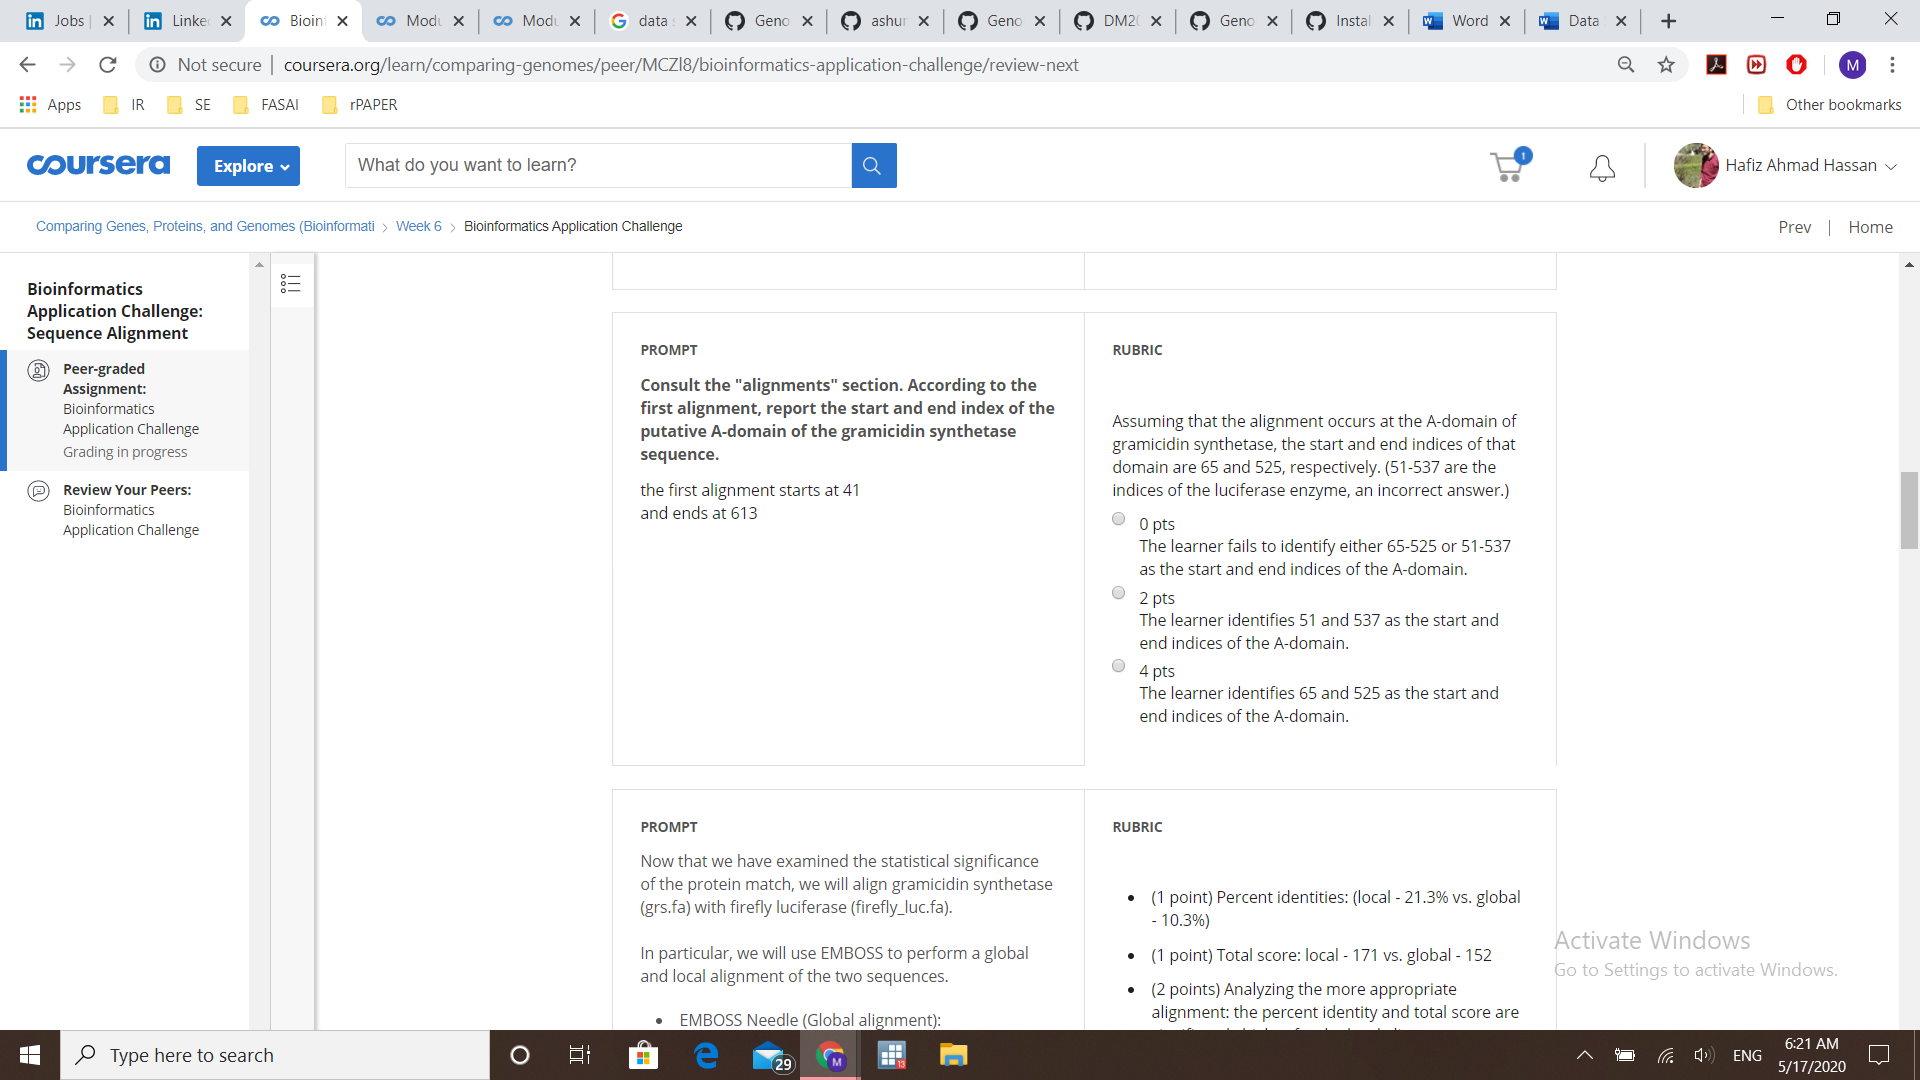 Jobs |
Linke
Bioin
Modu
Modu
data s
Geno
ashur
Geno
DM20
Geno
Instal
Word
Data
Not secure | coursera.org/learn/comparing-genomes/peer/MCZl8/bioinformatics-application-challenge/review-next
M
Apps
IR
SE
FASAI
rPAPER
Other bookmarks
coursera
Explore
What do you want to learn?
1
Hafiz Ahmad Hassan
Comparing Genes, Proteins, and Genomes (Bioinformati > Week 6 > Bioinformatics Application Challenge
Prev | Home
Bioinformatics
Application Challenge:
Sequence Alignment
Peer-graded
Assignment:
Bioinformatics
Application Challenge
Grading in progress
Review Your Peers:
Bioinformatics
Application Challenge
PROMPT
Consult the "alignments" section. According to the
first alignment, report the start and end index of the
putative A-domain of the gramicidin synthetase
sequence.
the first alignment starts at 41
and ends at 613
RUBRIC
Assuming that the alignment occurs at the A-domain of
gramicidin synthetase, the start and end indices of that
domain are 65 and 525, respectively. (51-537 are the
indices of the luciferase enzyme, an incorrect answer.)
0 pts
The learner fails to identify either 65-525 or 51-537
as the start and end indices of the A-domain.
2 pts
The learner identifies 51 and 537 as the start and
end indices of the A-domain.
4 pts
The learner identifies 65 and 525 as the start and
end indices of the A-domain.
PROMPT
Now that we have examined the statistical significance
of the protein match, we will align gramicidin synthetase
(grs.fa) with firefly luciferase (firefly_luc.fa).
In particular, we will use EMBOSS to perform a global
and local alignment of the two sequences.
• EMBOSS Needle (Global alignment):
RUBRIC
• (1 point) Percent identities: (local - 21.3% vs. global
- 10.3%)
• (1 point) Total score: local - 171 vs. global - 152
• (2 points) Analyzing the more appropriate
alignment: the percent identity and total score are
Activate Windows
Go to Settings to activate Windows.
Type here to search
29
M
13
ENG
6:21 AM
5/17/2020